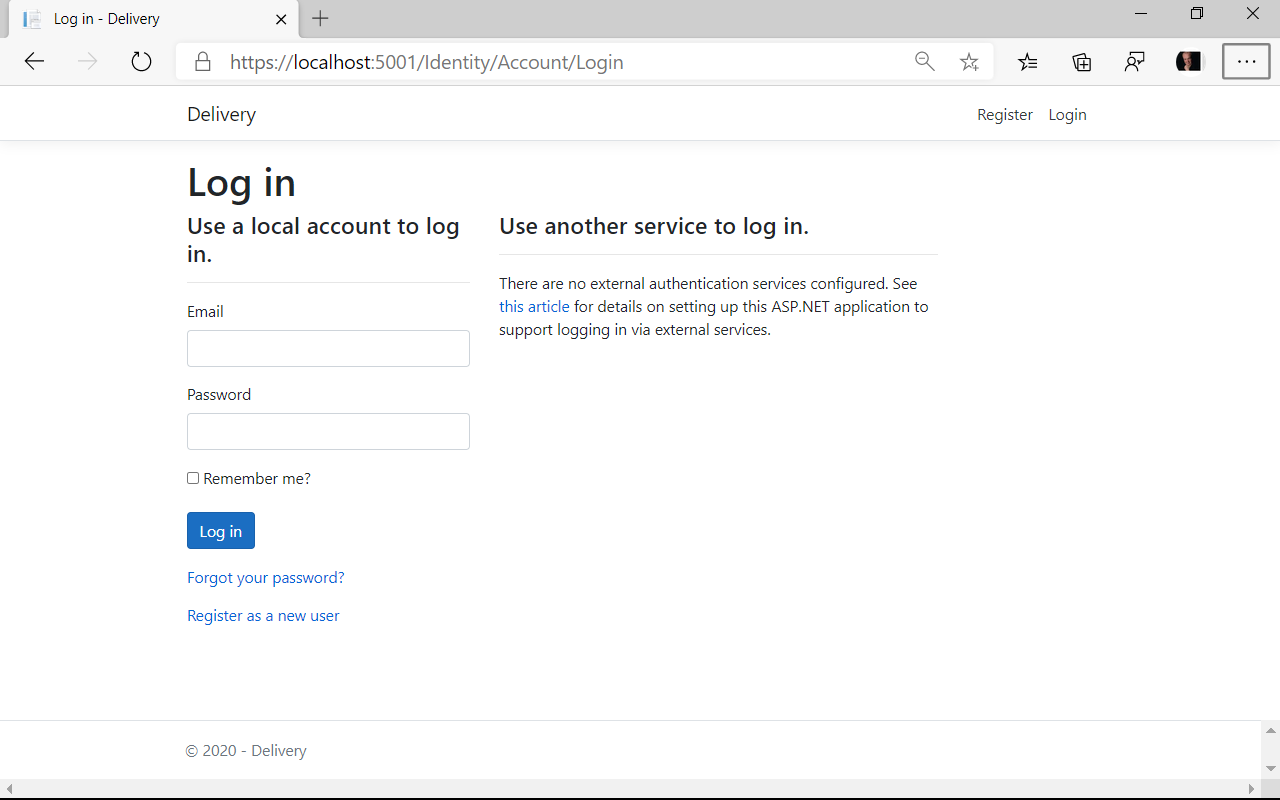 Log in - Delivery
https://localhost:5001/Identity/Account/Login
Delivery
Register
Login
Log in
Use a local account to log
in.
Email
Password
Remember me?
Log in
Forgot your password?
Register as a new user
Use another service to log in.
There are no external authentication services configured. See
this article for details on setting up this ASP.NET application to
support logging in via external services.
© 2020 - Delivery